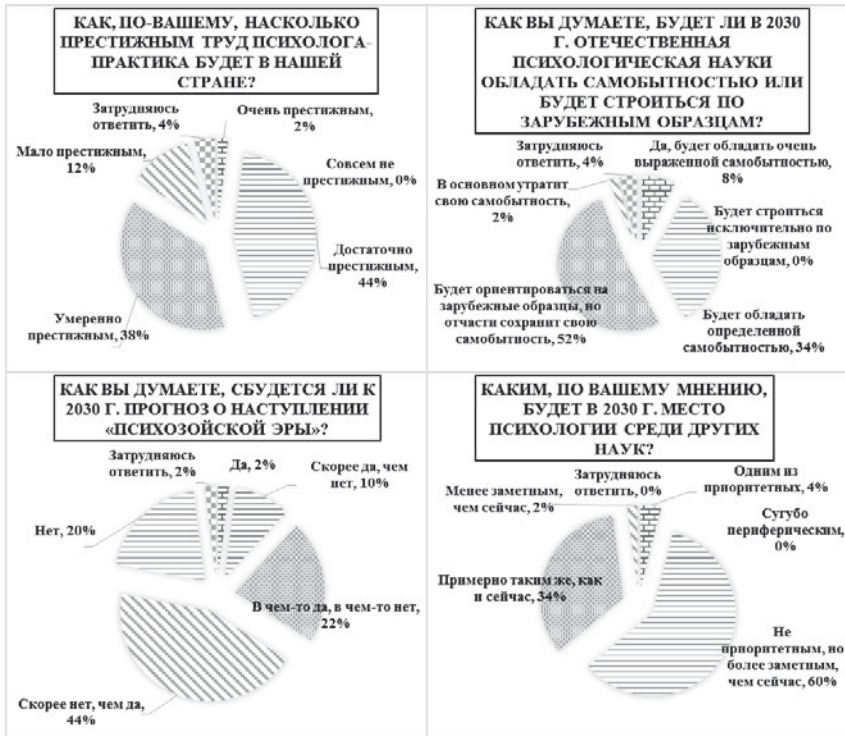 КАК, ПО-ВАШЕМУ, НАСКОЛЬКО
ПРЕСТИЖНЫМ ТРУД ПСИХОЛОГА-
ПРАКТИКА БУДЕТ В НАШЕЙ
СТРАНЕ?
Затрудняюсь
ответить, 4%
Очень престижным,
2%
Мало престижным,
12%
Совсем не
престижным, 0%
Достаточно
престижным,
44%
Умеренно
престижным, 38%
КАК ВЫ ДУМАЕТЕ, БУДЕТ ЛИ В 2030
Г. ОТЕЧЕСТВЕННАЯ
ПСИХОЛОГИЧЕСКАЯ НАУКИ
ОБЛАДАТЬ САМОБЫТНОСТЬЮ ИЛИ
БУДЕТ СТРОИТЬСЯ ПО
ЗАРУБЕЖНЫМ ОБРАЗЦАМ?
Затрудняюсь
ответить, 4%
Да, будет обладать очень
выраженной самобытностью,
8%
В основном утратит
свою самобытность,
2%
Будет строиться
исключительно по
зарубежным
образцам, 0%
Будет ориентироваться на
зарубежные образцы, но
отчасти сохранит свою
самобытность, 52%
Будет обладать
определенной
самобытностью, 34%
КАК ВЫ ДУМАЕТЕ, СБУДЕТСЯ ЛИ К
2030 Г. ПРОГНОЗ О НАСТУПЛЕНИИ
«ПСИХОЗОЙСКОЙ ЭРЫ»?
Затрудняюсь
ответить, 2%
Да, 2%
Скорее да, чем
нет, 10%
Нет, 20%
В чем-то да, в чем-то нет,
22%
Скорее нет, чем да,
44%
КАКИМ, ПО ВАШЕМУ МНЕНИЮ,
БУДЕТ В 2030 Г. МЕСТО
ПСИХОЛОГИИ СРЕДИ ДРУГИХ
НАУК?
Затрудняюсь
ответить, 0%
Одним из
приоритетных, 4%
Менее заметным,
чем сейчас, 2%
Сугубо
периферическим,
0%
Примерно таким же, как
и сейчас, 34%
Не
приоритетным, но
более заметным,
чем сейчас, 60%